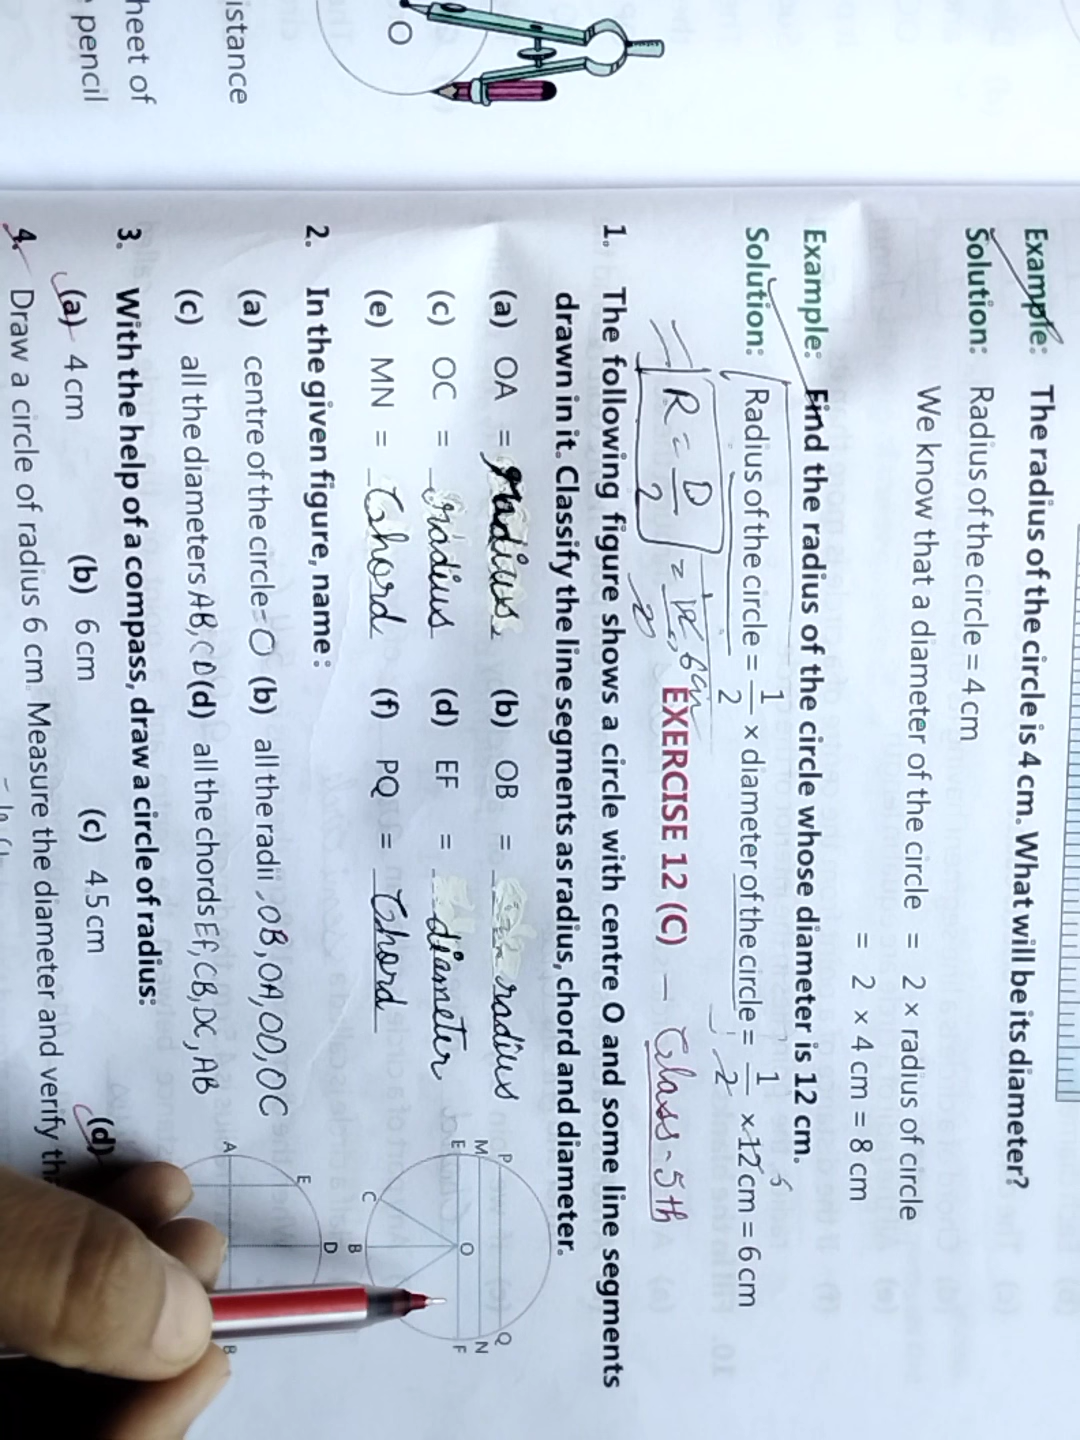 istance
heet of
pencil
O
Example: The radius of the circle is 4 cm. What will be its diameter?
Solution: Radius of the circle = 4 cm
We know that a diameter of the circle = 2 × radius of circle
= 2 × 4 cm = 8 cm
Example: Find the radius of the circle whose diameter is 12 cm.
Solution: Radius of the circle = 1/2 × diameter of the circle = 1/2 × 12 cm = 6 cm
6
R = D/2 = 12/2 = 6cm
EXERCISE 12 (C) — Class-5th
1. The following figure shows a circle with centre O and some line segments
drawn in it. Classify the line segments as radius, chord and diameter.
(a) OA = radius (b) OB = radius
(c) OC = radius (d) EF = diameter
(e) MN = Chord (f) PQ = Chord
P Q
M N
E O F
C
B
2. In the given figure, name :
(a) centre of the circle=O (b) all the radii, OB, OA, OD, OC
(c) all the diameters AB, CD (d) all the chords EF, CB, DC, AB
D
E
A B
3. With the help of a compass, draw a circle of radius:
(a) 4 cm (b) 6 cm (c) 4.5 cm (d)
4. Draw a circle of radius 6 cm. Measure the diameter and verify